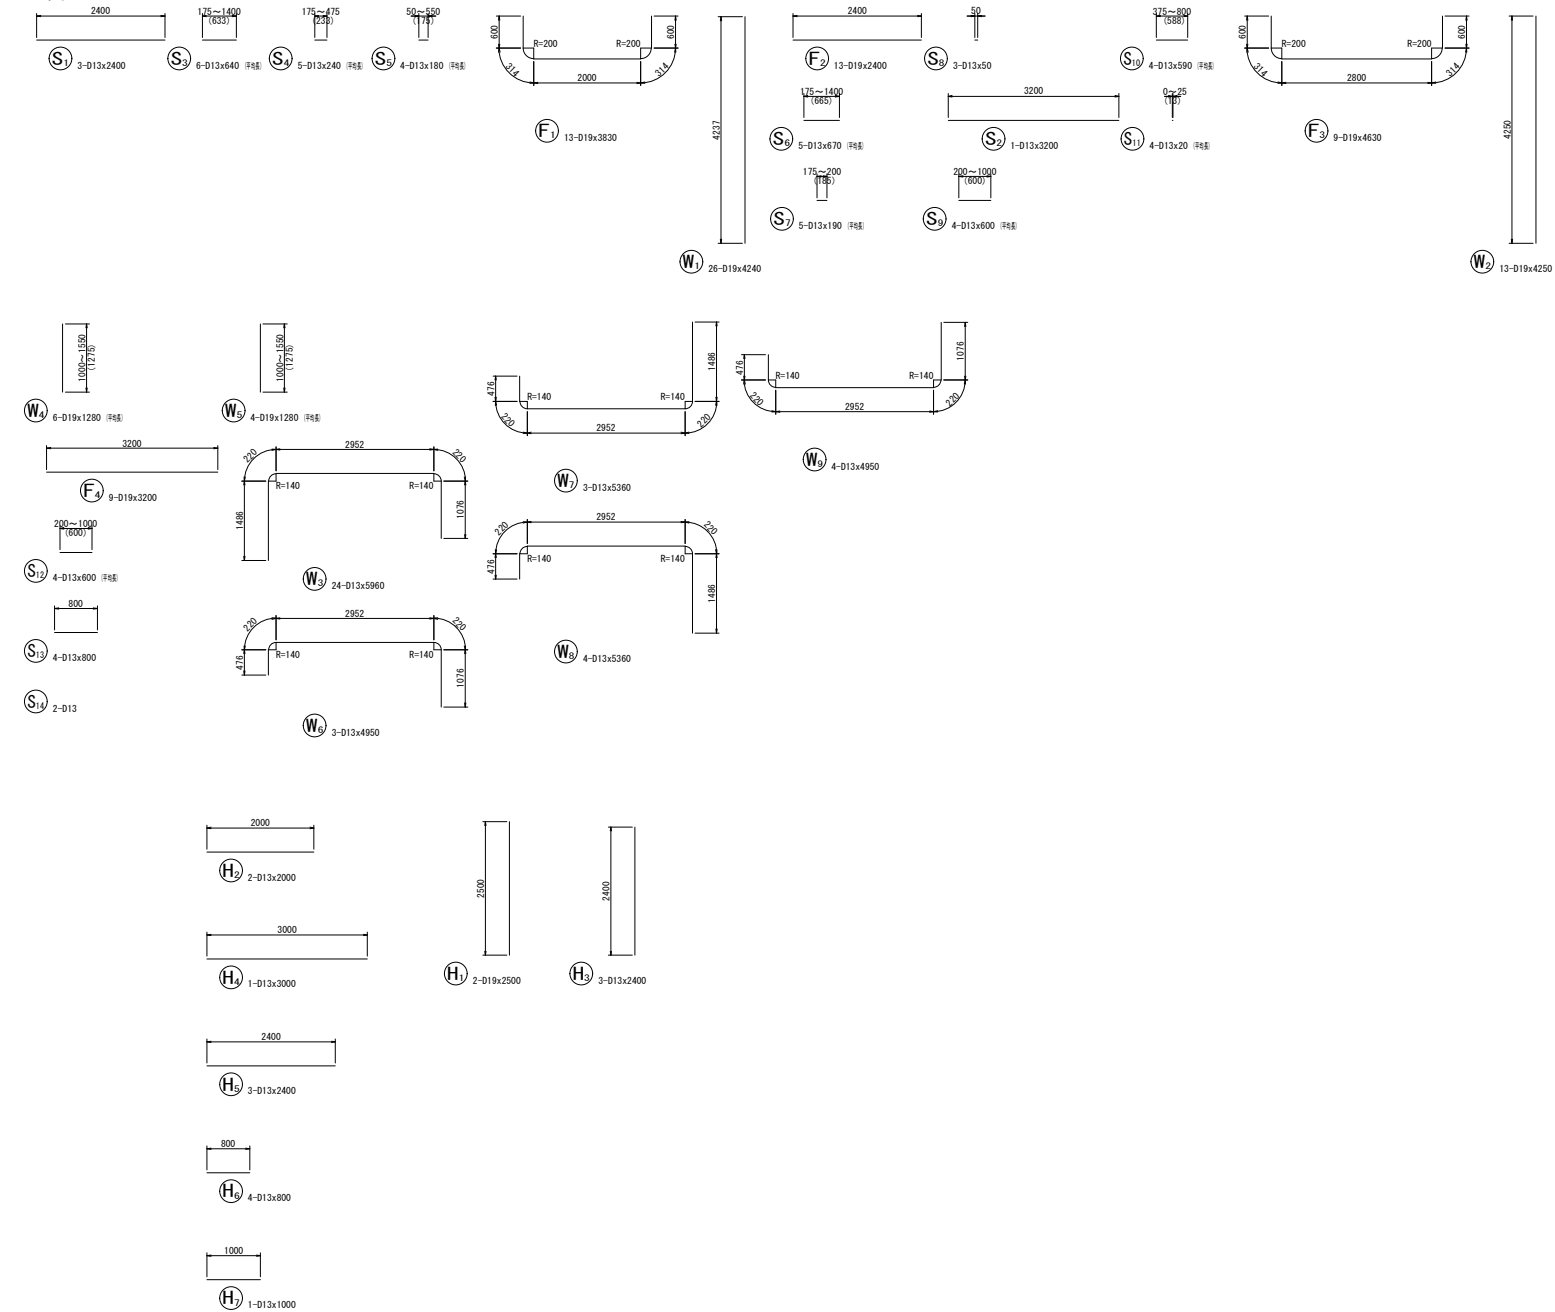 2400
175～1400
(633)
175～475
(233)
50～550
(175)
S1 3-D13x2400
S3 6-D13x640 (平均長)
S4 5-D13x240 (平均長)
S5 4-D13x180 (平均長)
600
R=200
R=200
600
314
2000
314
F1 13-D19x3830
4237
W1 26-D19x4240
2400
F2 13-D19x2400
50
S8 3-D13x50
375～800
(588)
S10 4-D13x590 (平均長)
175～1400
(665)
S6 5-D13x670 (平均長)
3200
S2 1-D13x3200
0～25
(13)
S11 4-D13x20 (平均長)
175～200
(185)
S7 5-D13x190 (平均長)
200～1000
(600)
S9 4-D13x600 (平均長)
600
R=200
R=200
600
314
2800
314
F3 9-D19x4630
4250
W2 13-D19x4250
1000～1550
(1275)
W4 6-D19x1280 (平均長)
1000～1550
(1275)
W5 4-D19x1280 (平均長)
476
R=140
R=140
1486
220
2952
220
W7 3-D13x5360
476
R=140
R=140
1076
220
2952
220
W9 4-D13x4950
3200
F4 9-D19x3200
220
2952
220
R=140
R=140
1486
1076
W3 24-D13x5960
200～1000
(600)
S12 4-D13x600 (平均長)
220
2952
220
R=140
R=140
476
1486
W8 4-D13x5360
800
S13 4-D13x800
220
2952
220
R=140
R=140
476
1076
W6 3-D13x4950
S14 2-D13
2000
H2 2-D13x2000
2500
H1 2-D19x2500
2400
H3 3-D13x2400
3000
H4 1-D13x3000
2400
H5 3-D13x2400
800
H6 4-D13x800
1000
H7 1-D13x1000